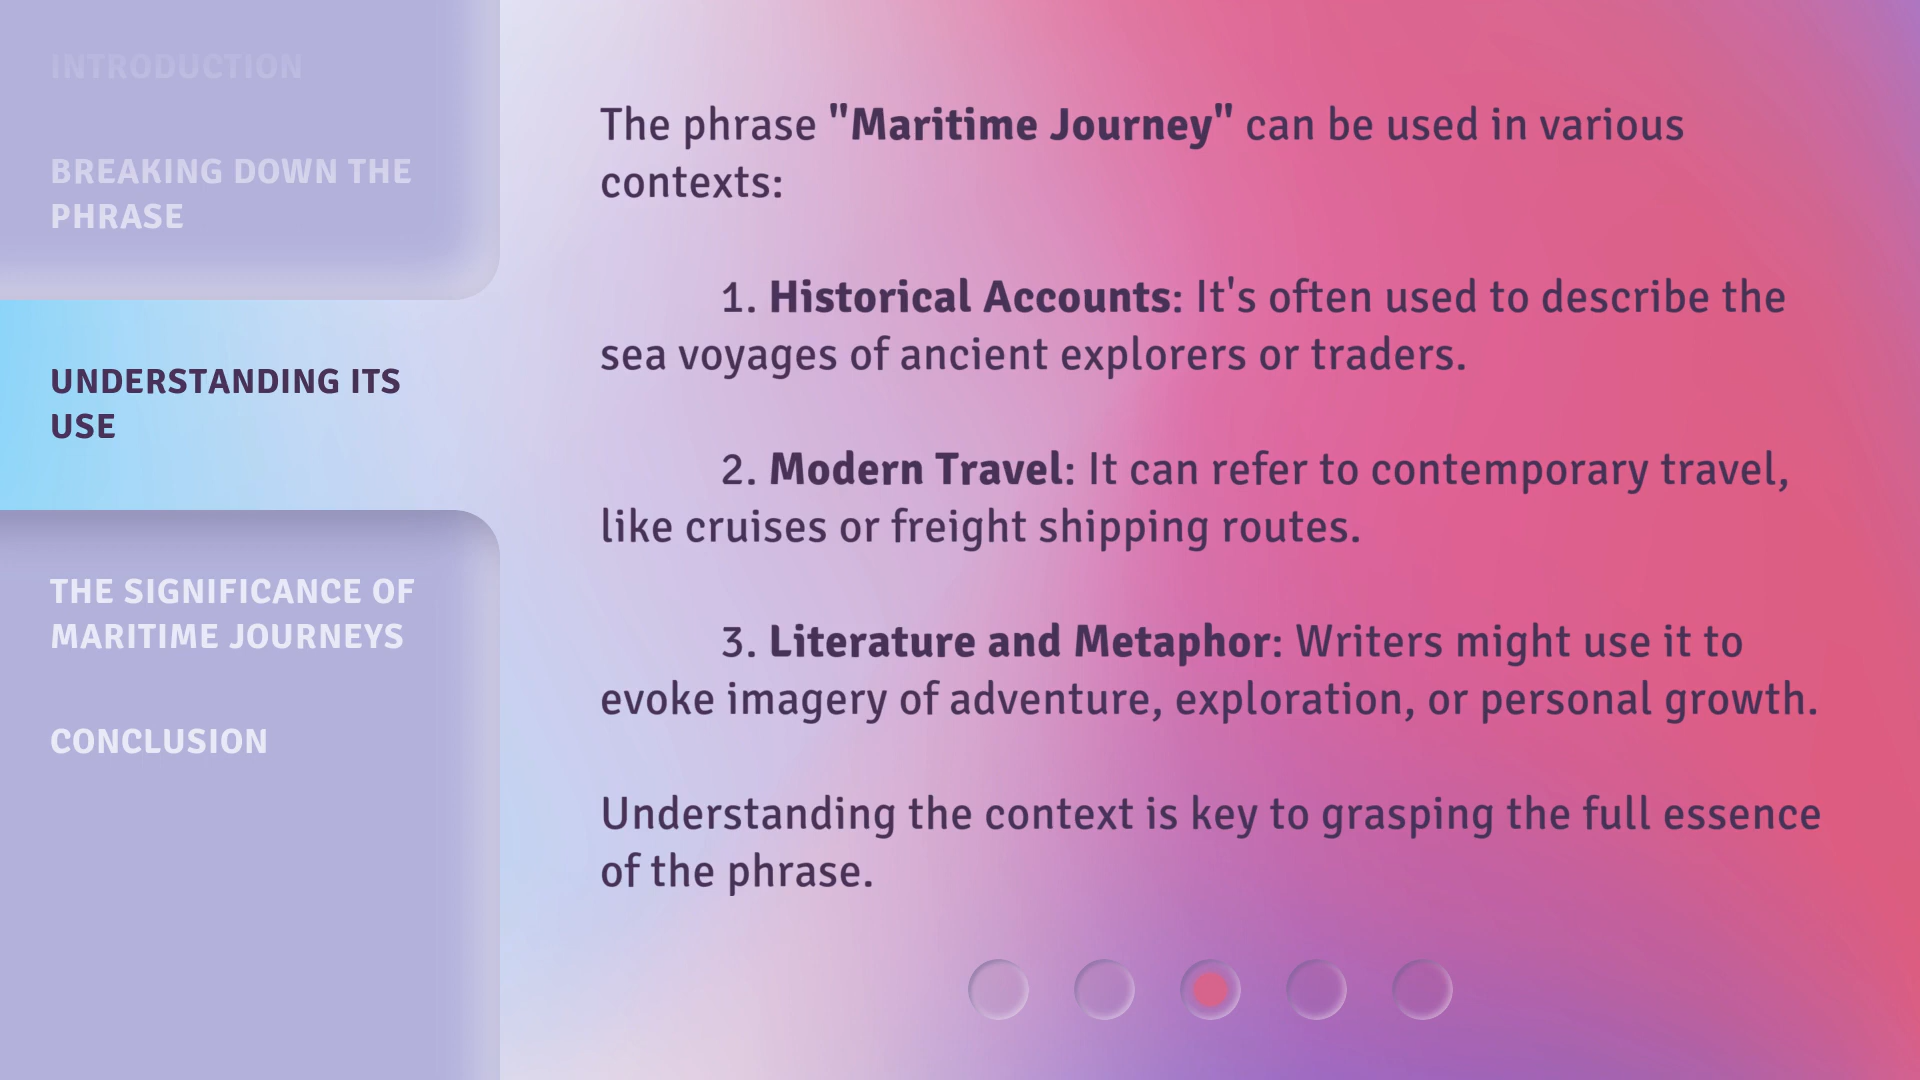 INTRODUCTION
BREAKING DOWN THE
PHRASE
UNDERSTANDING ITS
USE
THE SIGNIFICANCE OF
MARITIME JOURNEYS
CONCLUSION
The phrase "Maritime Journey" can be used in various
contexts:
1. Historical Accounts: It's often used to describe the
sea voyages of ancient explorers or traders.
2. Modern Travel: It can refer to contemporary travel,
like cruises or freight shipping routes.
3. Literature and Metaphor: Writers might use it to
evoke imagery of adventure, exploration, or personal growth.
Understanding the context is key to grasping the full essence
of the phrase.